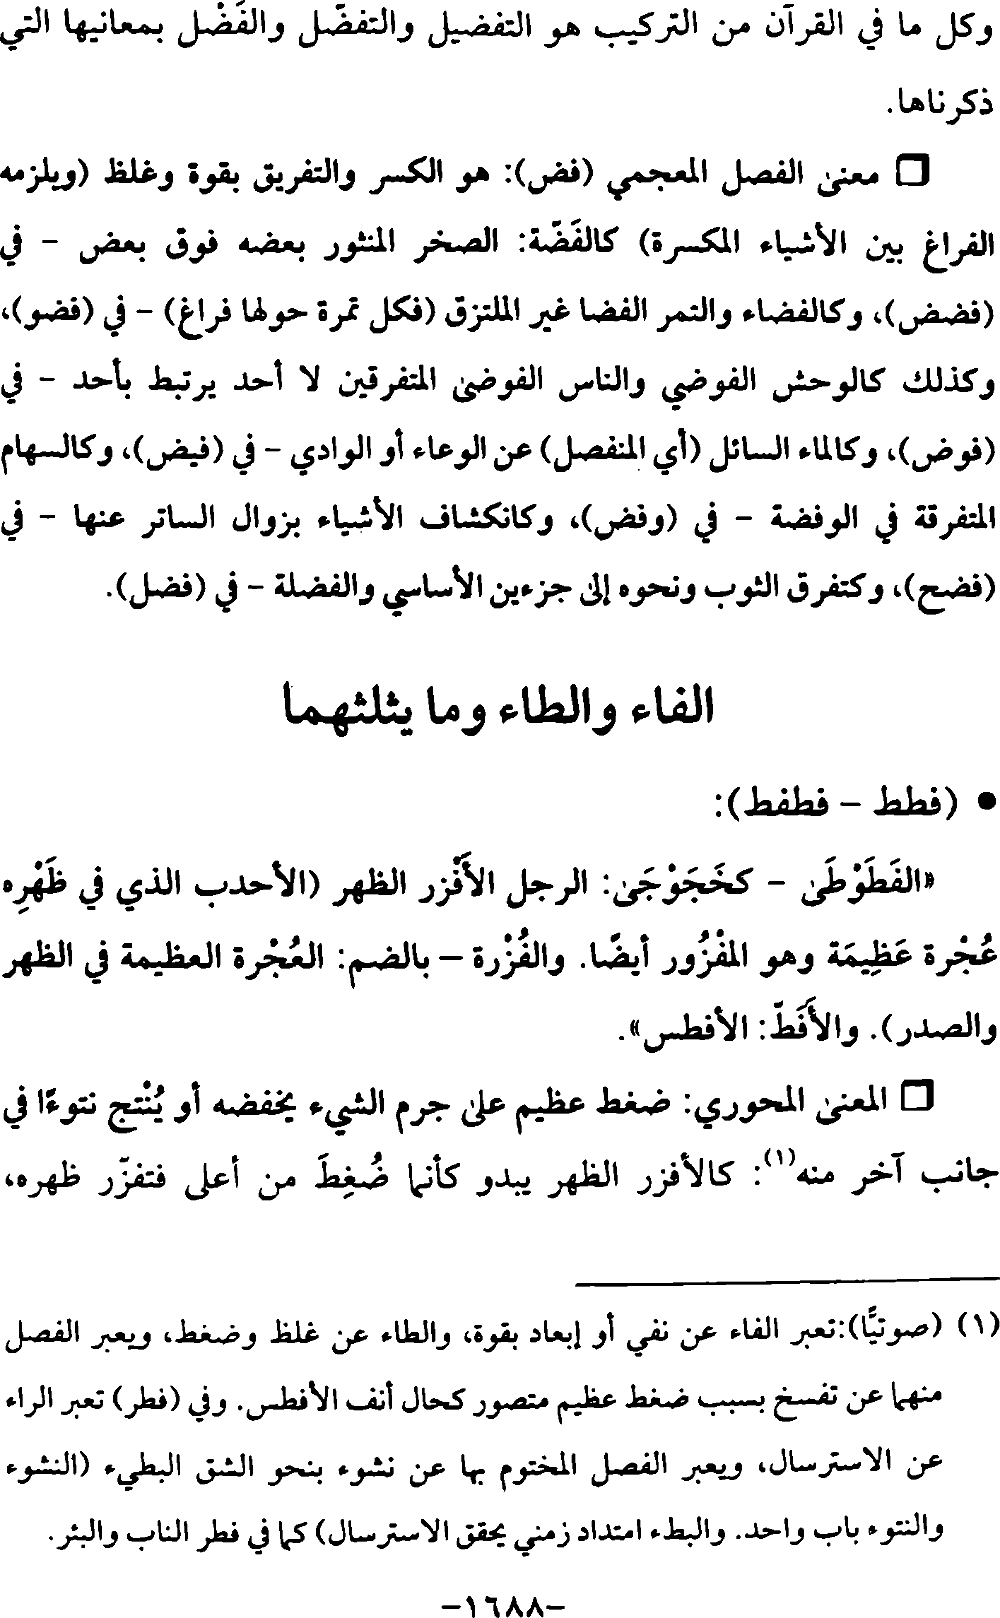 وكل ما في القرآن من التركيب هو التفضيل والتفضّل والفَضْل بمعانيها التي
ذكرناها.
❒ معنى الفصل المعجمي (فض): هو الكسر والتفريق بقوة وغلظ (ويلزمه
الفراغ بين الأشياء المكسرة) كالفَضّة: الصخر المنثور بعضه فوق بعض – في
(فضض)، وكالفضاء والتمر الفضا غير الملتزق (فكل تمرة حولها فراغ) – في (فضو)،
وكذلك كالوحش الفوضي والناس الفوضىٰ المتفرقين لا أحد يرتبط بأحد – في
(فوض)، وكالماء السائل (أي المنفصل) عن الوعاء أو الوادي – في (فيض)، وكالسهام
المتفرقة في الوفضة – في (وفض)، وكانكشاف الأشياء بزوال الساتر عنها – في
(فضح)، وكتفرق الثوب ونحوه إلى جزءين الأساسي والفضلة – في (فضل).
الفاء والطاء وما يثلثهما
• (فطط – فطفط):
«الفَطَوْطَىٰ – كخَجَوْجَىٰ: الرجل الأَفْزر الظهر (الأحدب الذي في ظَهْرِه
عُجْرة عَظِيمَة وهو المفْزُور أيضًا. والفُزْرة – بالضم: العُجْرة العظيمة في الظهر
والصدر). والأَفَطّ: الأفطس».
❒ المعنى المحوري: ضغط عظيم علىٰ جرم الشيء يخفضه أو يُنْتج نتوءًا في
جانب آخر منه(١): كالأفزر الظهر يبدو كأنما ضُغِطَ من أعلى فتفزّر ظهره،
(١) (صوتيًّا):تعبر الفاء عن نفي أو إبعاد بقوة، والطاء عن غلظ وضغط، ويعبر الفصل
منهما عن تفسخ بسبب ضغط عظيم متصور كحال أنف الأفطس. وفي (فطر) تعبر الراء
عن الاسترسال، ويعبر الفصل المختوم بها عن نشوء بنحو الشق البطيء (النشوء
والنتوء باب واحد. والبطء امتداد زمني يحقق الاسترسال) كما في فطر الناب والبئر.
–١٦٨٨–